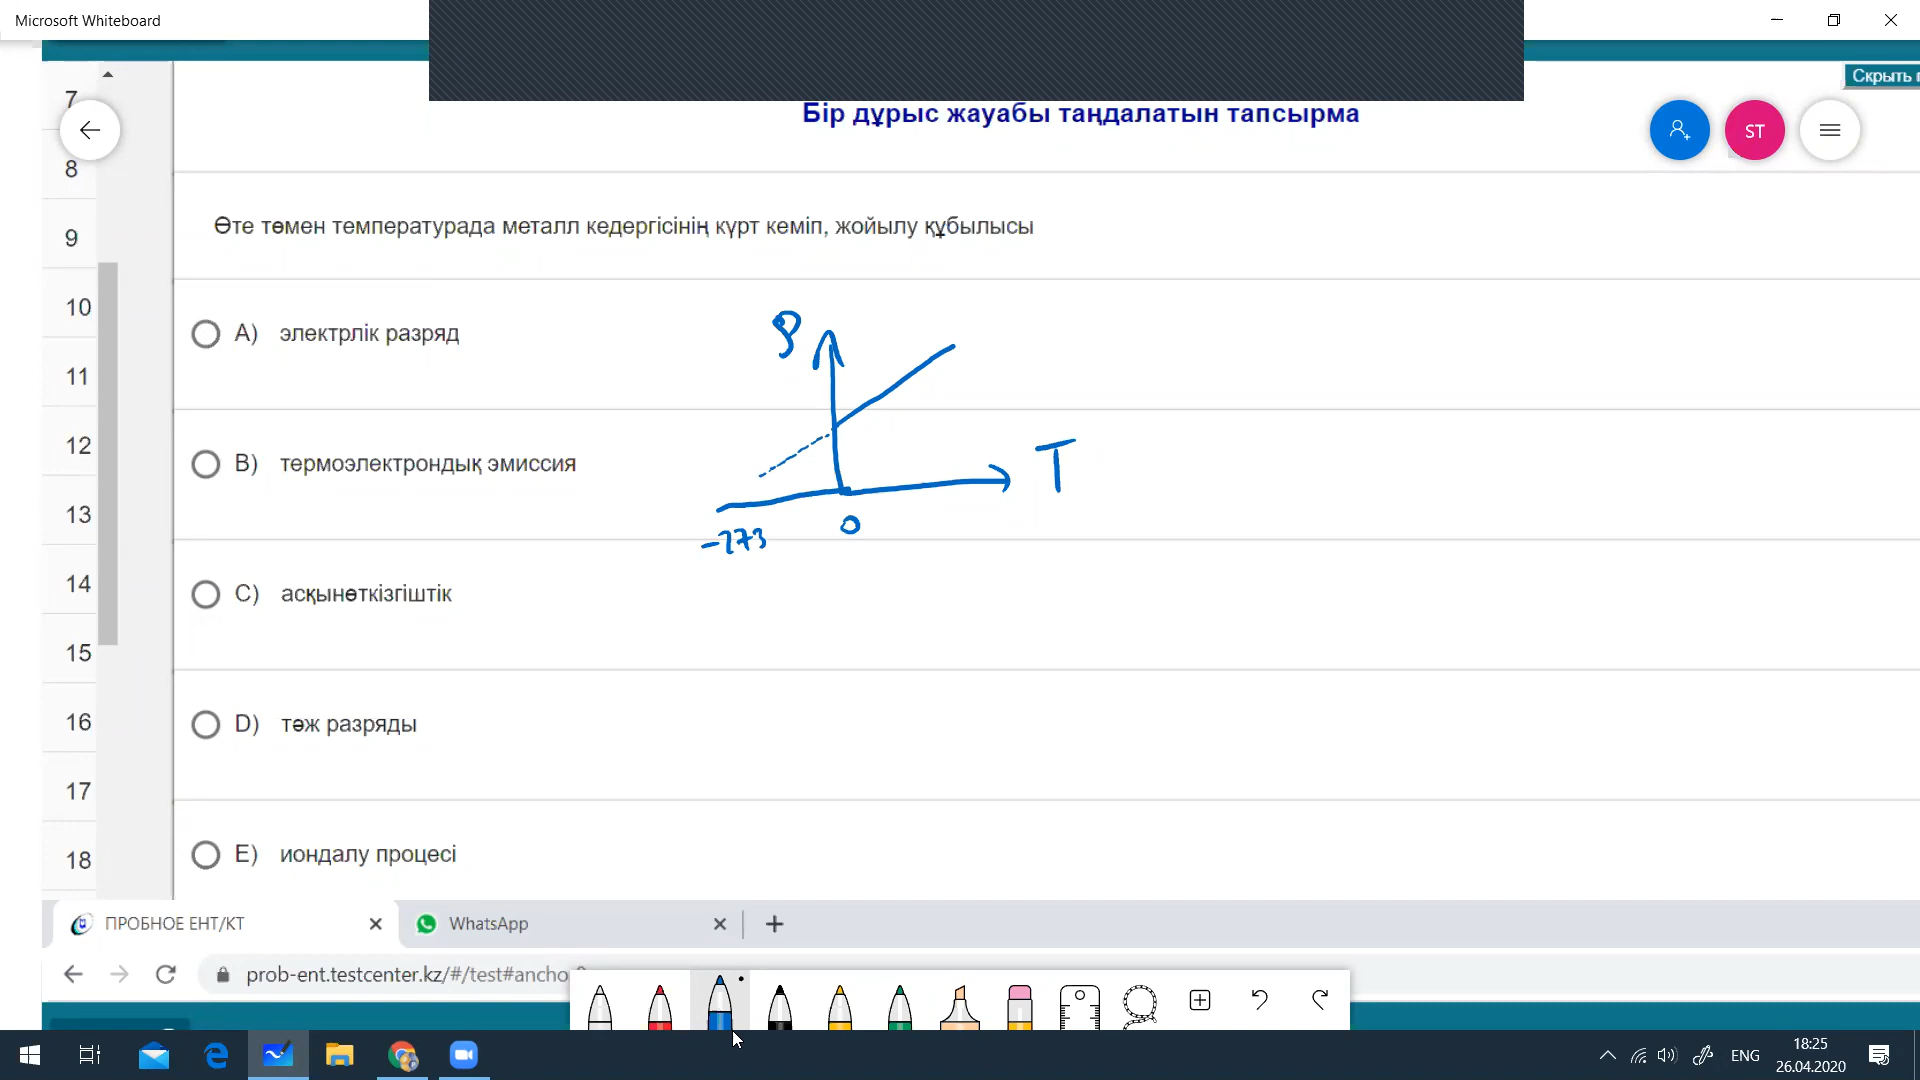 Microsoft Whiteboard
Скрыть
Бір дұрыс жауабы таңдалатын тапсырма
ST
7
8
9
10
11
12
13
14
15
16
17
18
Өте төмен температурада металл кедергісінің күрт кеміп, жойылу құбылысы
A) электрлік разряд
B) термоэлектрондық эмиссия
C) асқынөткізгіштік
D) тәж разряды
E) иондалу процесі
ρ
T
-273
0
ПРОБНОЕ ЕНТ/КТ
WhatsApp
prob-ent.testcenter.kz/#/test#ancho
ENG
18:25
26.04.2020